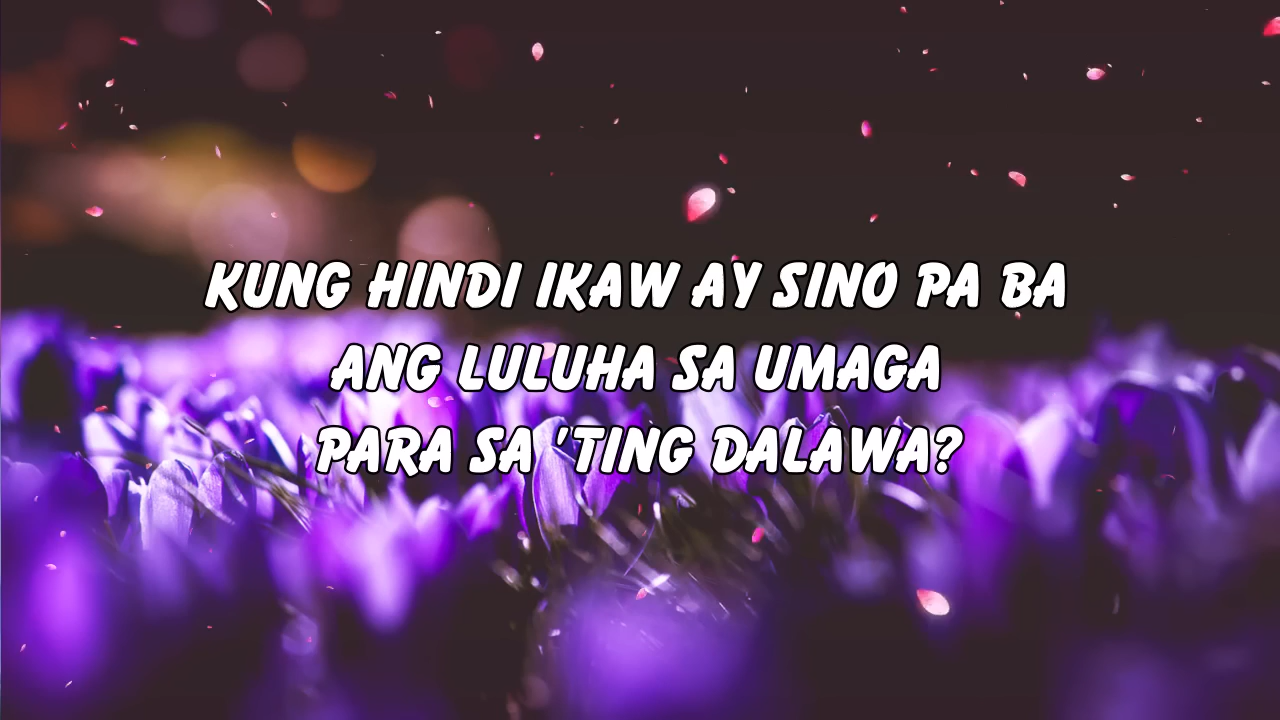 KUNG HINDI IKAW AY SINO PA BA
ANG LULUHA SA UMAGA
PARA SA 'TING DALAWA?